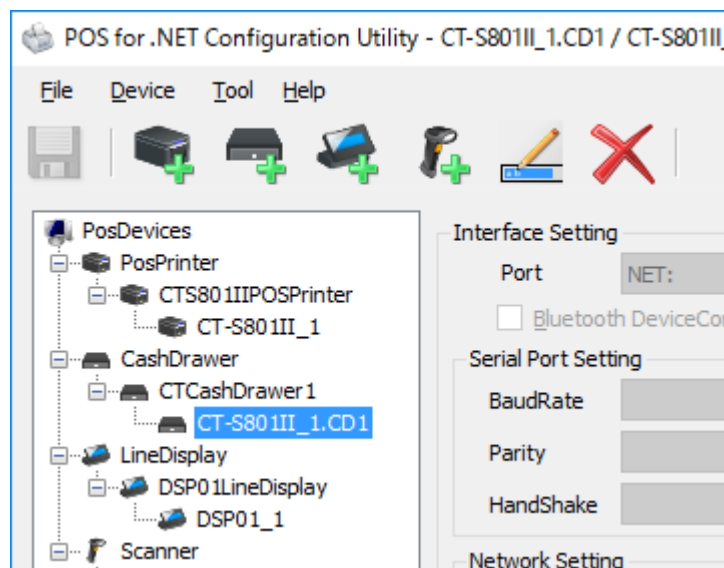 POS for .NET Configuration Utility - CT-S801II_1.CD1 / CT-S801II_
File Device Tool Help
PosDevices
PosPrinter
CTS801IIPOSPrinter
CT-S801II_1
CashDrawer
CTCashDrawer1
CT-S801II_1.CD1
LineDisplay
DSP01LineDisplay
DSP01_1
Scanner
Interface Setting
Port NET:
Bluetooth DeviceCo
Serial Port Setting
BaudRate
Parity
HandShake
Network Setting